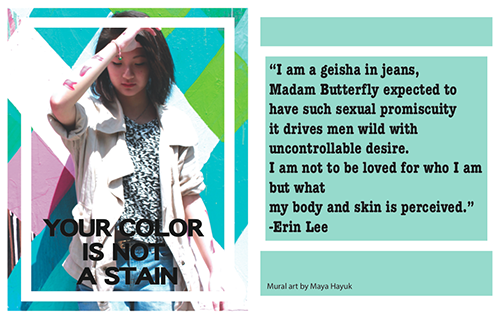 YOUR COLOR
IS NOT
A STAIN
“I am a geisha in jeans,
Madam Butterfly expected to
have such sexual promiscuity
it drives men wild with
uncontrollable desire.
I am not to be loved for who I am
but what
my body and skin is perceived.”
-Erin Lee
Mural art by Maya Hayuk